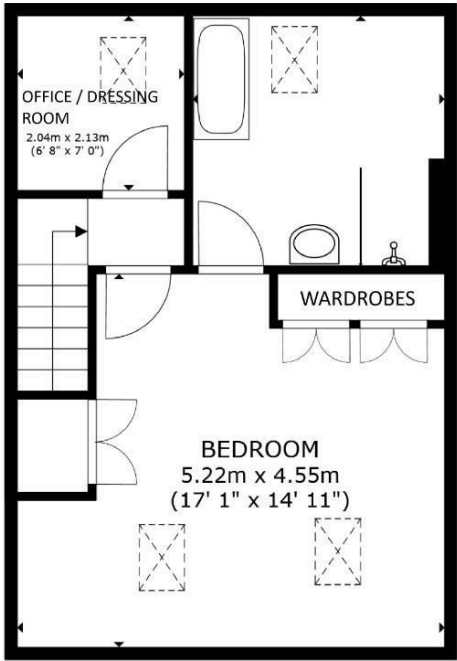 OFFICE / DRESSING
ROOM
2.04m x 2.13m
(6' 8" x 7' 0")
WARDROBES
BEDROOM
5.22m x 4.55m
(17' 1" x 14' 11")